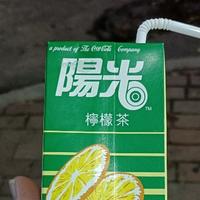 a product of The Coca-Cola Company
陽光
TM
檸檬茶